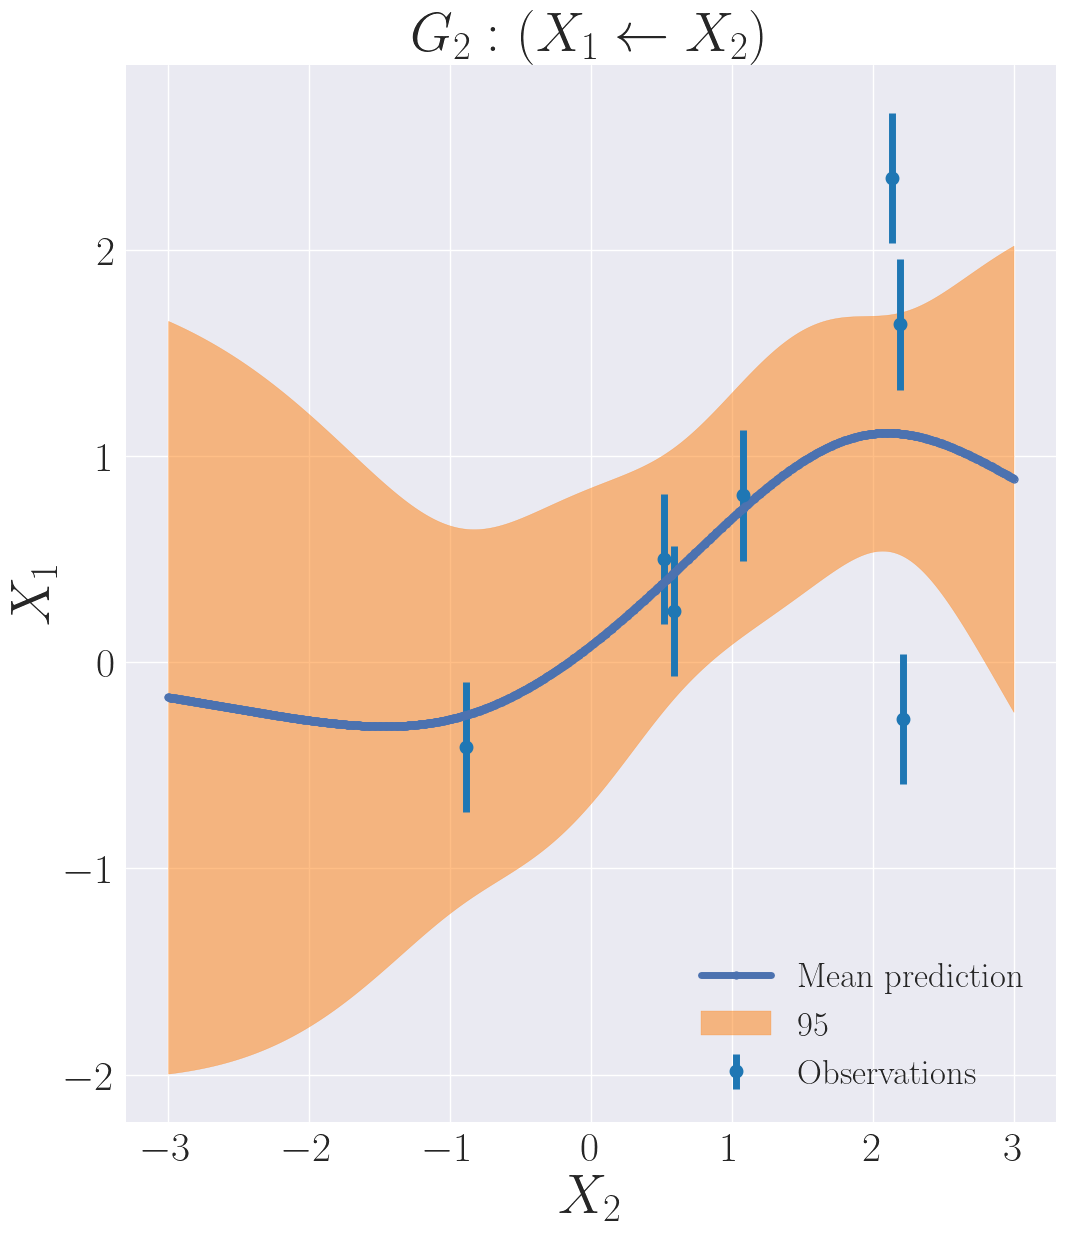 G₂ : (X₁ ← X₂)
X₁
2
1
0
−1
−2
Mean prediction
95
Observations
−3 −2 −1 0 1 2 3
X₂